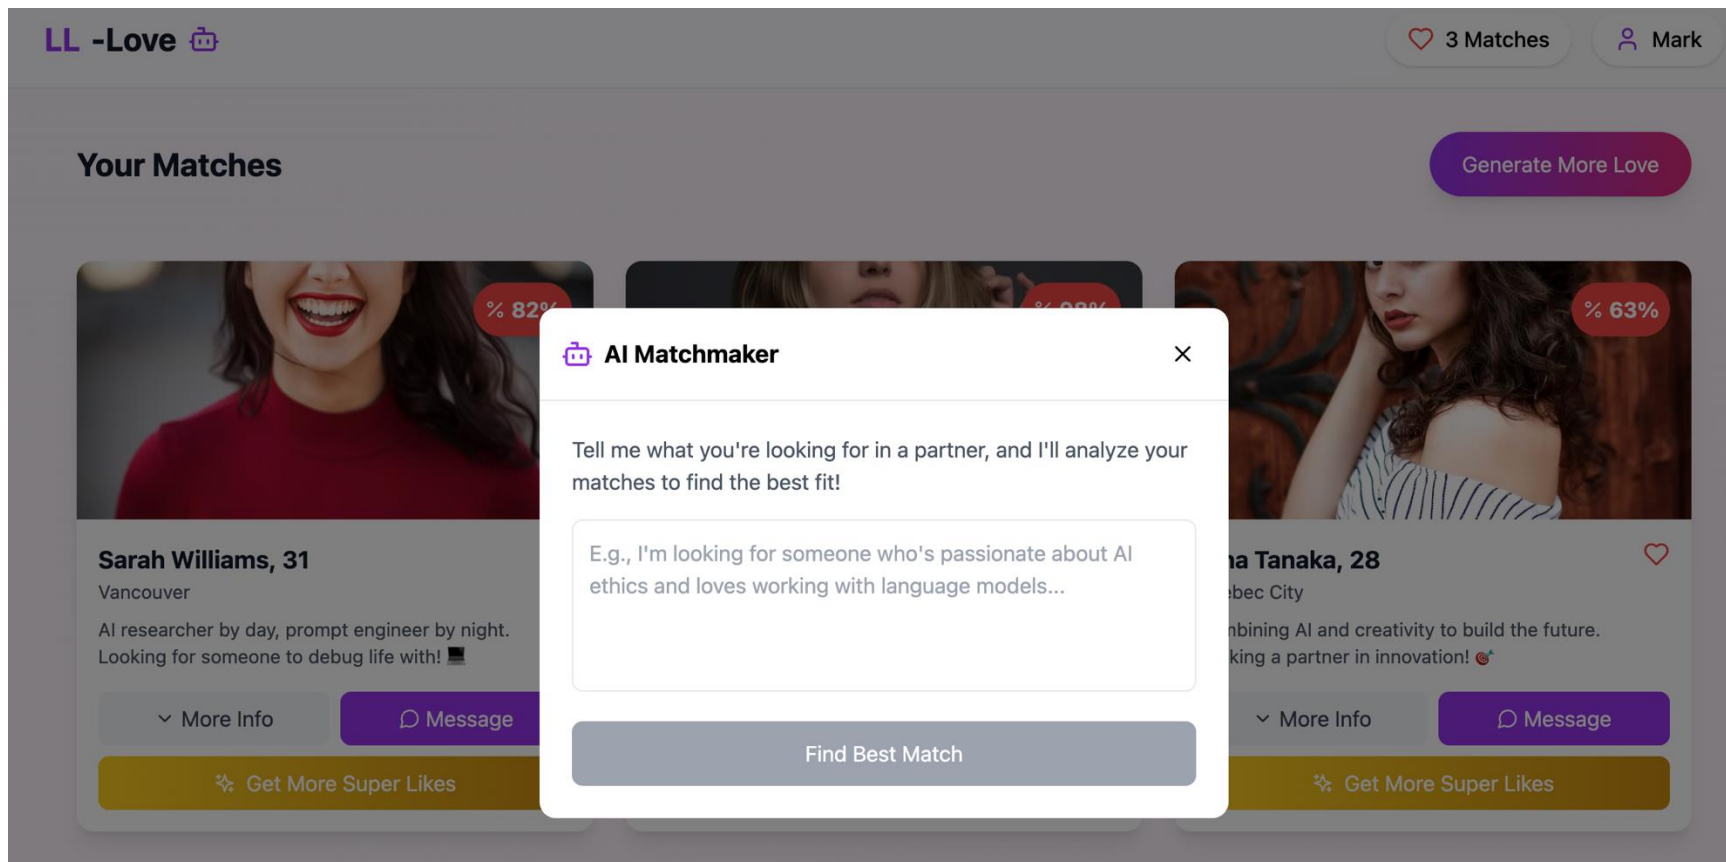 LL -Love
3 Matches
Mark
Your Matches
Generate More Love
% 82%
% 98%
% 63%
AI Matchmaker
Tell me what you're looking for in a partner, and I'll analyze your
matches to find the best fit!
E.g., I'm looking for someone who's passionate about AI
ethics and loves working with language models...
Find Best Match
Sarah Williams, 31
Vancouver
AI researcher by day, prompt engineer by night.
Looking for someone to debug life with! 💻
More Info
Message
Get More Super Likes
Tanaka, 28
City
AI and creativity to build the future.
a partner in innovation! 🎯
More Info
Message
Get More Super Likes